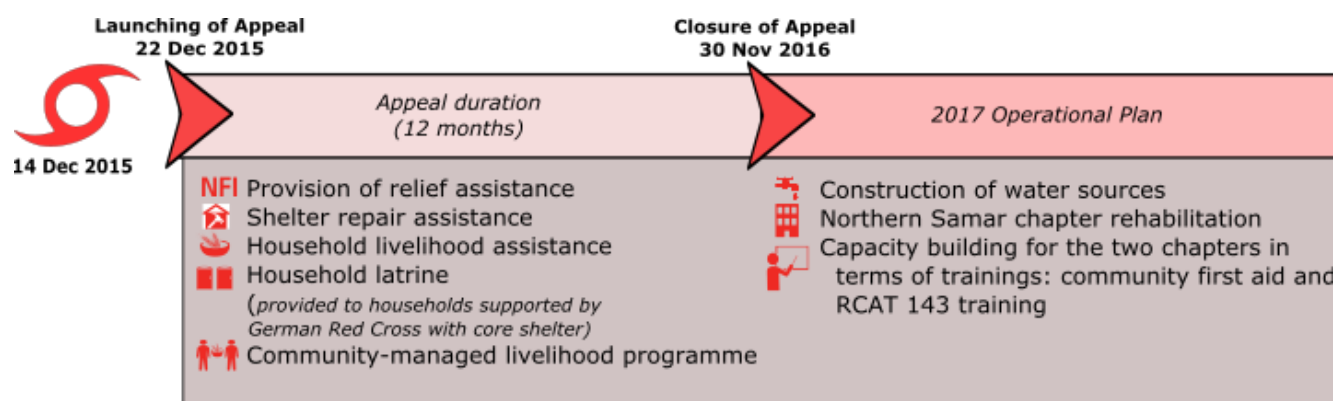 Launching of Appeal
22 Dec 2015
Closure of Appeal
30 Nov 2016
14 Dec 2015
Appeal duration
(12 months)
2017 Operational Plan
NFI Provision of relief assistance
Shelter repair assistance
Household livelihood assistance
Household latrine
(provided to households supported by
German Red Cross with core shelter)
Community-managed livelihood programme
Construction of water sources
Northern Samar chapter rehabilitation
Capacity building for the two chapters in
terms of trainings: community first aid and
RCAT 143 training